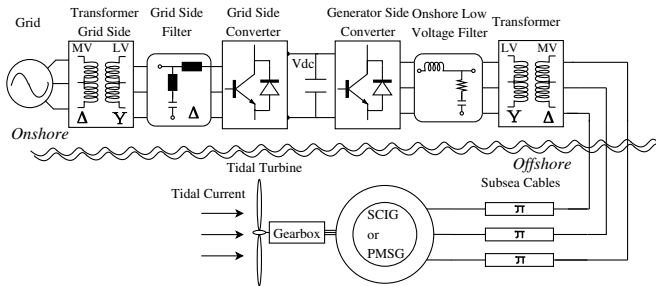 Grid
Transformer
Grid Side
Grid Side
Filter
Grid Side
Converter
Generator Side
Converter
Onshore Low
Voltage Filter
Transformer
MV
LV
Vdc
LV
MV
Δ
Y
Δ
Y
Δ
Onshore
Offshore
Tidal Turbine
Subsea Cables
Tidal Current
Gearbox
SCIG
or
PMSG
π
π
π